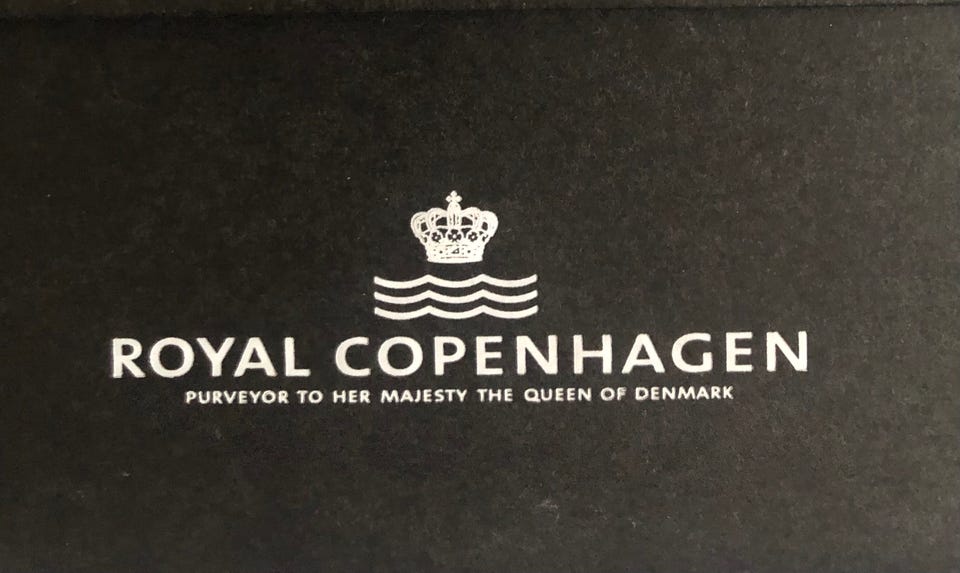 ROYAL COPENHAGEN
PURVEYOR TO HER MAJESTY THE QUEEN OF DENMARK